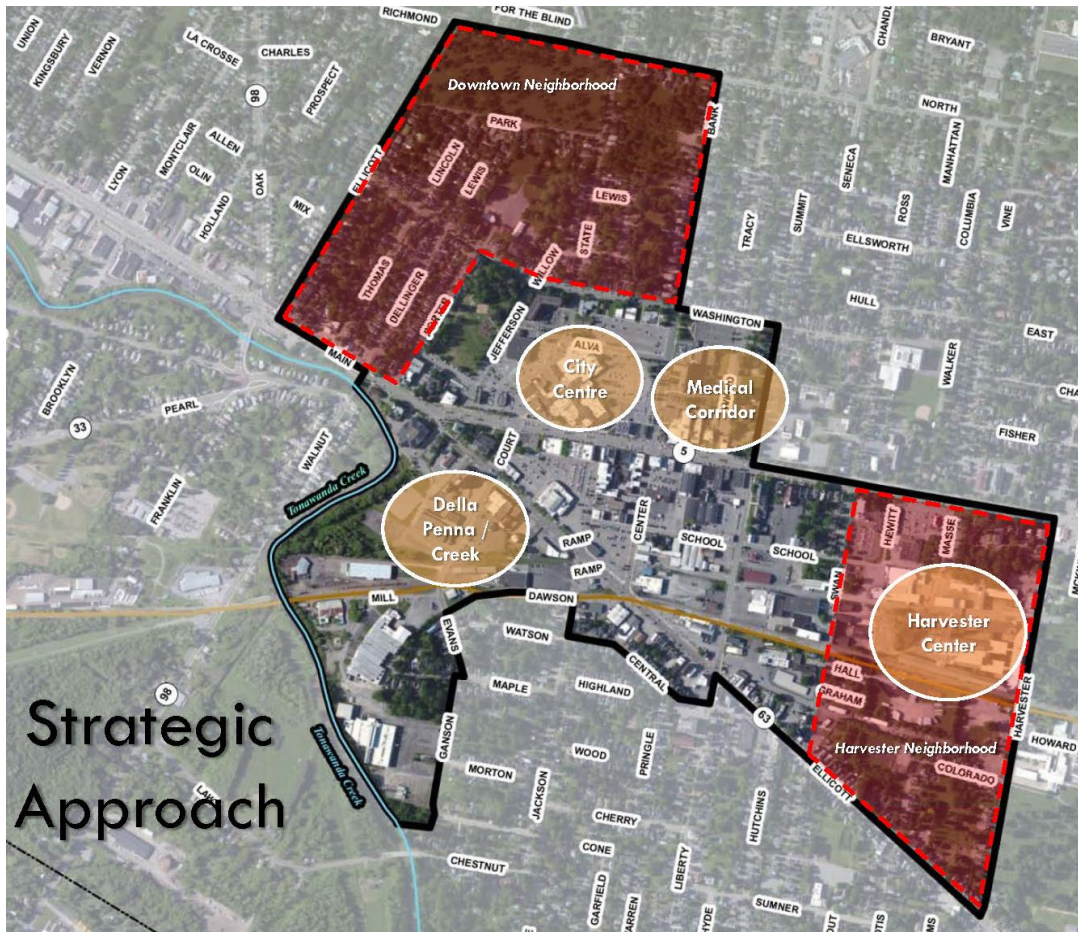 RICHMOND
FOR THE BLIND
UNION
KINGSBURY
VERNON
LA CROSSE
CHARLES
PROSPECT
98
BRYANT
NORTH
Downtown Neighborhood
BANK
PARK
LINCOLN
LEWIS
ELLICOTT
LEWIS
STATE
MONTCLAIR
ALLEN
LYON
OLIN
HOLLAND
OAK
MIX
SENECA
MANHATTAN
TRACY
SUMMIT
ROSS
COLUMBIA
VINE
ELLSWORTH
THOMAS
DELLINGER
WILLOW
JEFFERSON
WASHINGTON
HULL
EAST
MAIN
ALVA
City
Centre
Medical
Corridor
WALKER
BROOKLYN
PEARL
33
WALNUT
FRANKLIN
Tonawanda Creek
COURT
5
FISHER
Della
Penna /
Creek
CENTER
RAMP
RAMP
SCHOOL
SCHOOL
SWAN
HEWITT
MASSE
Harvester
Center
MILL
DAWSON
EVANS
WATSON
CENTRAL
HALL
GRAHAM
HARVESTER
HOWARD
98
MAPLE
HIGHLAND
63
Strategic
Approach
Tonawanda Creek
GANSON
WOOD
PRINGLE
Harvester Neighborhood
COLORADO
ELLICOTT
MORTON
JACKSON
HUTCHINS
CHERRY
CONE
CHESTNUT
GARFIELD
LIBERTY
SUMNER